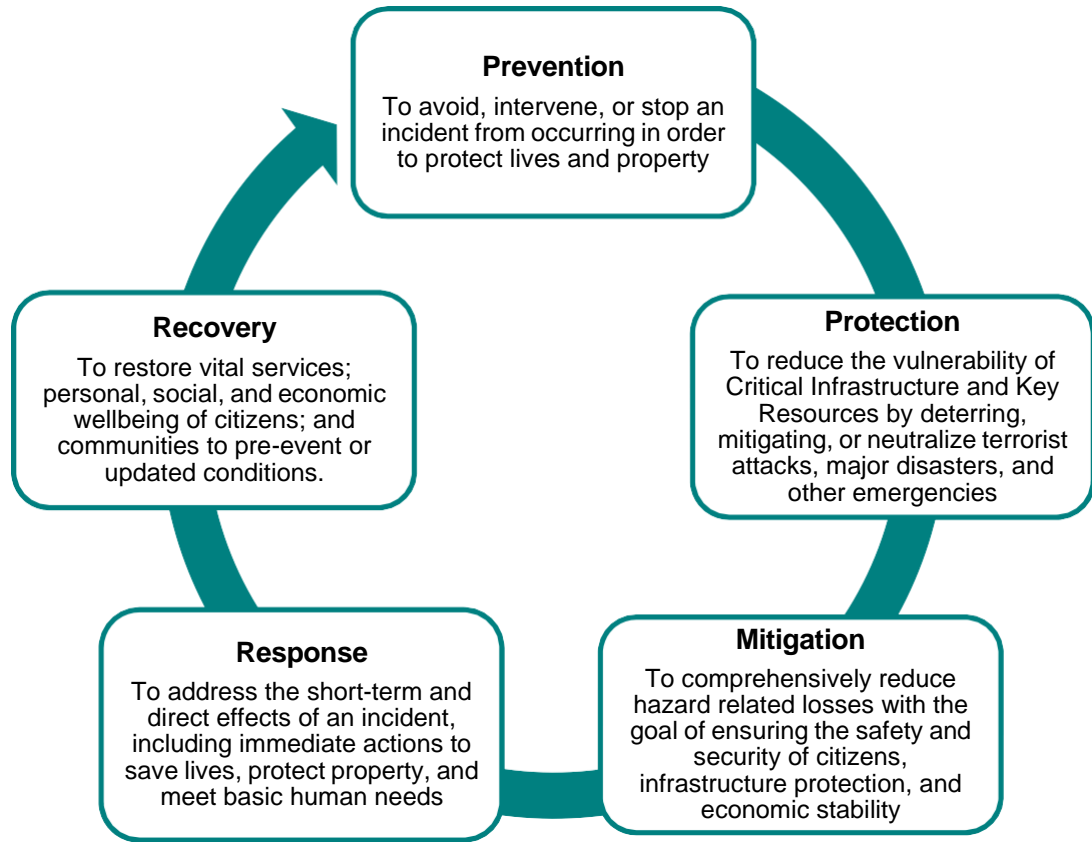 Prevention
To avoid, intervene, or stop an
incident from occurring in order
to protect lives and property
Protection
To reduce the vulnerability of
Critical Infrastructure and Key
Resources by deterring,
mitigating, or neutralize terrorist
attacks, major disasters, and
other emergencies
Mitigation
To comprehensively reduce
hazard related losses with the
goal of ensuring the safety and
security of citizens,
infrastructure protection, and
economic stability
Response
To address the short-term and
direct effects of an incident,
including immediate actions to
save lives, protect property, and
meet basic human needs
Recovery
To restore vital services;
personal, social, and economic
wellbeing of citizens; and
communities to pre-event or
updated conditions.